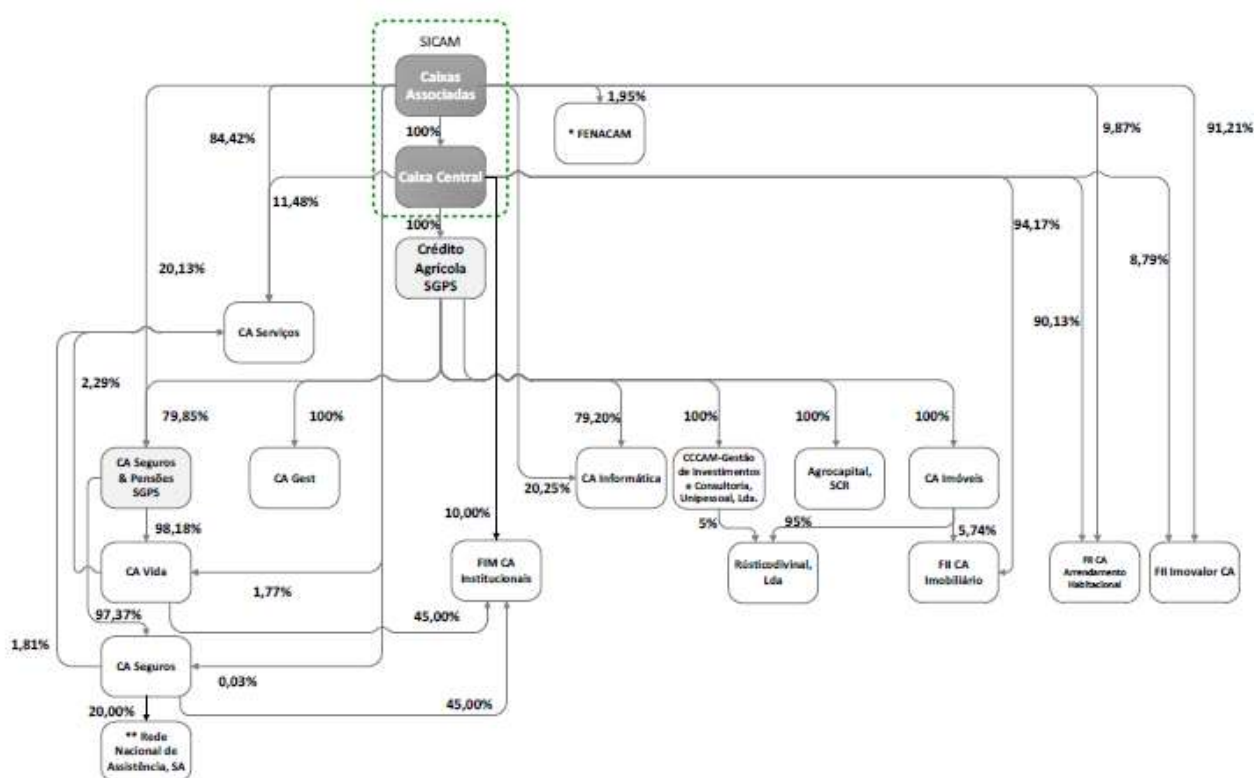 SICAM
Caixas
Associadas
1,95%
* FENACAM
100%
84,42%
9,87%
91,21%
Caixa Central
11,48%
100%
94,17%
Crédito
Agrícola
SGPS
20,13%
8,79%
CA Serviços
90,13%
2,29%
79,85%
100%
79,20%
100%
100%
100%
CA Seguros
& Pensões
SGPS
CA Gest
CA Informática
CCCAM-Gestão
de Investimentos
e Consultoria,
Unipessoal, Lda.
Agrocapital,
SCR
CA Imóveis
20,25%
10,00%
98,18%
5%
95%
5,74%
CA Vida
FIM CA
Institucionais
Rústicodivinal,
Lda
FII CA
Imobiliário
FII CA
Arrendamento
Habitacional
FII Imovalor CA
1,77%
97,37%
45,00%
1,81%
CA Seguros
0,03%
20,00%
45,00%
** Rede
Nacional de
Assistência, SA